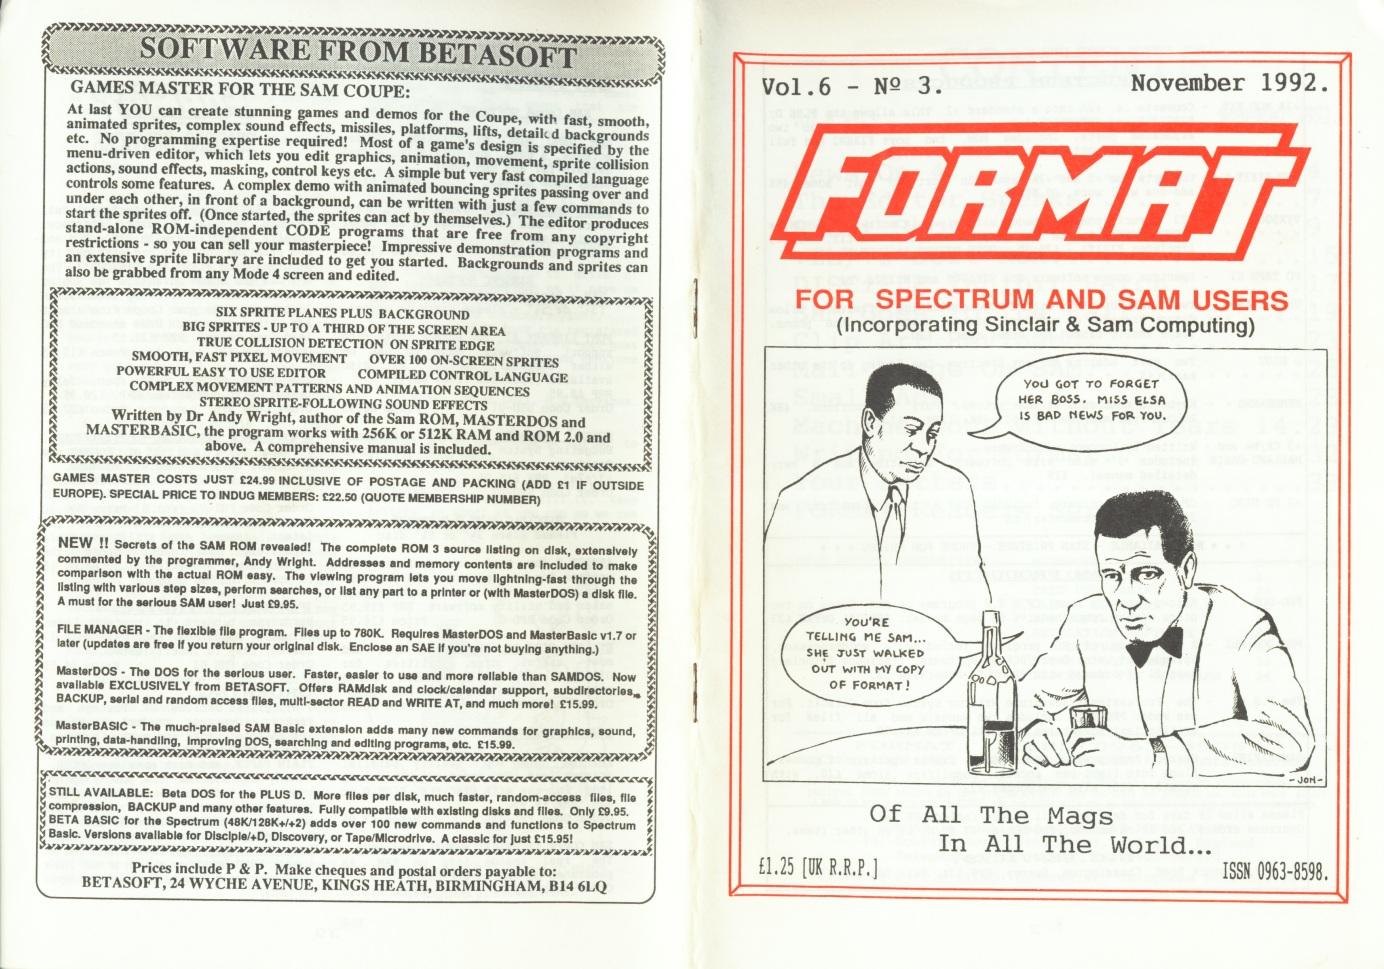 SOFTWARE FROM BETASOFT
GAMES MASTER FOR THE SAM COUPE:
At last YOU can create stunning games and demos for the Coupe, with fast, smooth,
animated sprites, complex sound effects, missiles, platforms, lifts, detailed backgrounds
etc. No programming expertise required! Most of a game's design is specified by the
menu-driven editor, which lets you edit graphics, animation, movement, sprite collision
actions, sound effects, masking, control keys etc. A simple but very fast compiled language
controls some features. A complex demo with animated bouncing sprites passing over and
under each other, in front of a background, can be written with just a few commands to
start the sprites off. (Once started, the sprites can act by themselves.) The editor produces
stand-alone ROM-independent CODE programs that are free from any copyright
restrictions - so you can sell your masterpiece! Impressive demonstration programs and
an extensive sprite library are included to get you started. Backgrounds and sprites can
also be grabbed from any Mode 4 screen and edited.
SIX SPRITE PLANES PLUS BACKGROUND
BIG SPRITES - UP TO A THIRD OF THE SCREEN AREA
TRUE COLLISION DETECTION ON SPRITE EDGE
SMOOTH, FAST PIXEL MOVEMENT OVER 100 ON-SCREEN SPRITES
POWERFUL EASY TO USE EDITOR COMPILED CONTROL LANGUAGE
COMPLEX MOVEMENT PATTERNS AND ANIMATION SEQUENCES
STEREO SPRITE-FOLLOWING SOUND EFFECTS
Written by Dr Andy Wright, author of the Sam ROM, MASTERDOS and
MASTERBASIC, the program works with 256K or 512K RAM and ROM 2.0 and
above. A comprehensive manual is included.
GAMES MASTER COSTS JUST £24.99 INCLUSIVE OF POSTAGE AND PACKING (ADD £1 IF OUTSIDE
EUROPE). SPECIAL PRICE TO INDUG MEMBERS: £22.50 (QUOTE MEMBERSHIP NUMBER)
NEW !! Secrets of the SAM ROM revealed! The complete ROM 3 source listing on disk, extensively
commented by the programmer, Andy Wright. Addresses and memory contents are included to make
comparison with the actual ROM easy. The viewing program lets you move lightning-fast through the
listing with various step sizes, perform searches, or list any part to a printer or (with MasterDOS) a disk file.
A must for the serious SAM user! Just £9.95.
FILE MANAGER - The flexible file program. Files up to 780K. Requires MasterDOS and MasterBasic v1.7 or
later (updates are free if you return your original disk. Enclose an SAE if you're not buying anything.)
MasterDOS - The DOS for the serious user. Faster, easier to use and more reliable than SAMDOS. Now
available EXCLUSIVELY from BETASOFT. Offers RAMdisk and clock/calendar support, subdirectories,
BACKUP, serial and random access files, multi-sector READ and WRITE AT, and much more! £15.99.
MasterBASIC - The much-praised SAM Basic extension adds many new commands for graphics, sound,
printing, data-handling, improving DOS, searching and editing programs, etc. £15.99.
STILL AVAILABLE: Beta DOS for the PLUS D. More files per disk, much faster, random-access files, file
compression, BACKUP and many other features. Fully compatible with existing disks and files. Only £9.95.
BETA BASIC for the Spectrum (48K/128K+/+2) adds over 100 new commands and functions to Spectrum
Basic. Versions available for Disciple/+D, Discovery, or Tape/Microdrive. A classic for just £15.95!
Prices include P & P. Make cheques and postal orders payable to:
BETASOFT, 24 WYCHE AVENUE, KINGS HEATH, BIRMINGHAM, B14 6LQ
Vol.6 - Nº 3. November 1992.
FORMAT
FOR SPECTRUM AND SAM USERS
(Incorporating Sinclair & Sam Computing)
YOU GOT TO FORGET
HER BOSS. MISS ELSA
IS BAD NEWS FOR YOU.
YOU'RE
TELLING ME SAM...
SHE JUST WALKED
OUT WITH MY COPY
OF FORMAT!
-JON-
Of All The Mags
In All The World...
£1.25 [UK R.R.P.] ISSN 0963-8598.